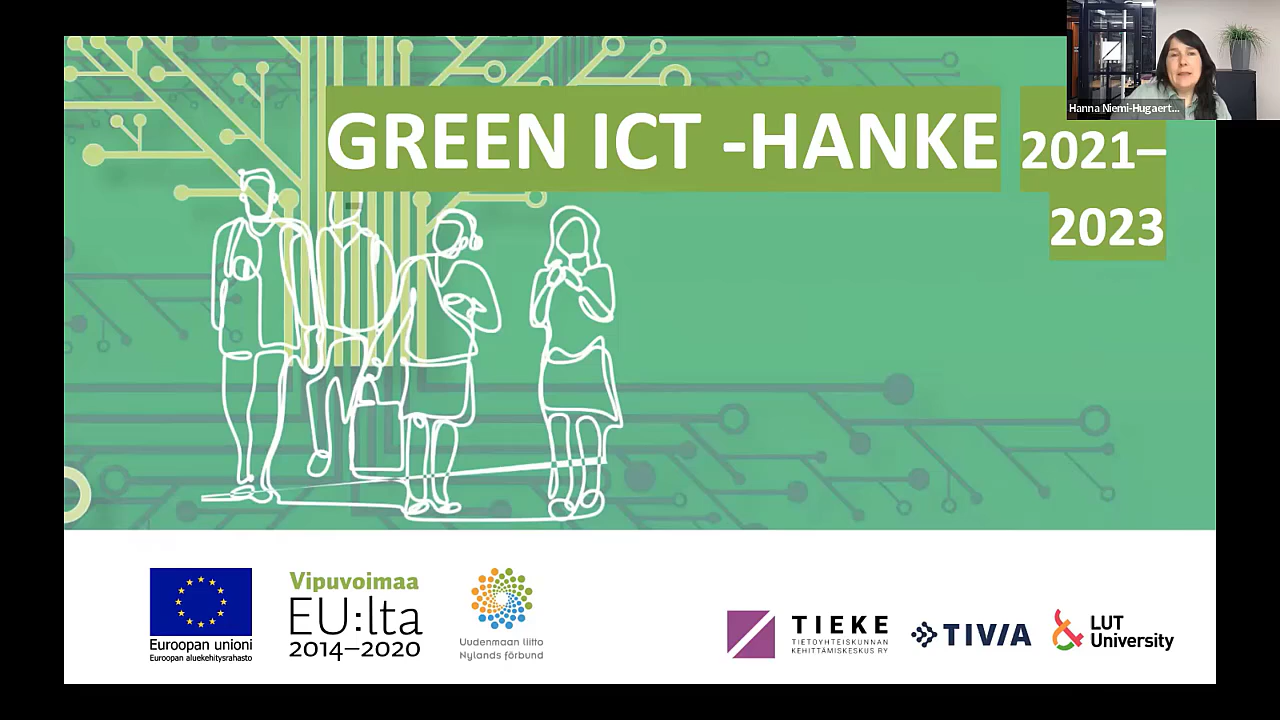 Hanna Niemi-Hugaert...
GREEN ICT -HANKE 2021–
2023
Euroopan unioni
Euroopan aluekehitysrahasto
Vipuvoimaa
EU:lta
2014–2020
Uudenmaan liitto
Nylands förbund
TIEKE
TIETOYHTEISKUNNAN
KEHITTÄMISKESKUS RY
TIVIA
LUT
University